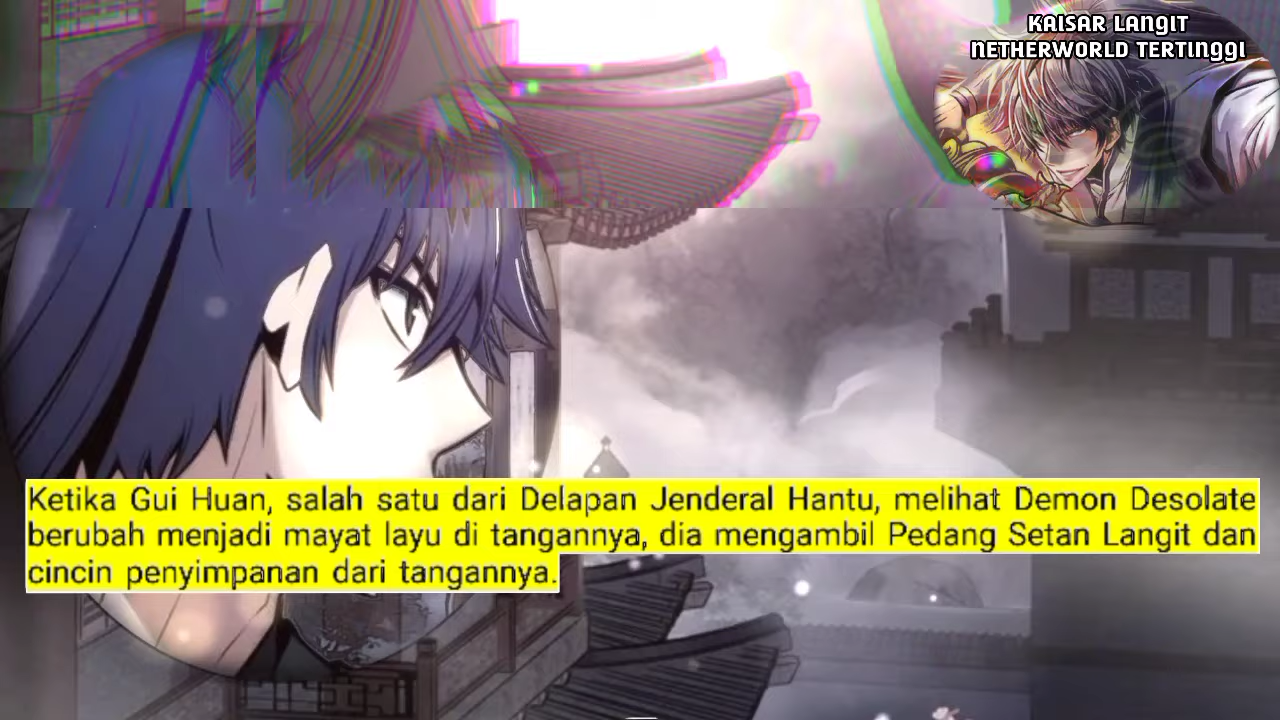 KAISAR LANGIT
NETHERWORLD TERTINGGI
Ketika Gui Huan, salah satu dari Delapan Jenderal Hantu, melihat Demon Desolate
berubah menjadi mayat layu di tangannya, dia mengambil Pedang Setan Langit dan
cincin penyimpanan dari tangannya.